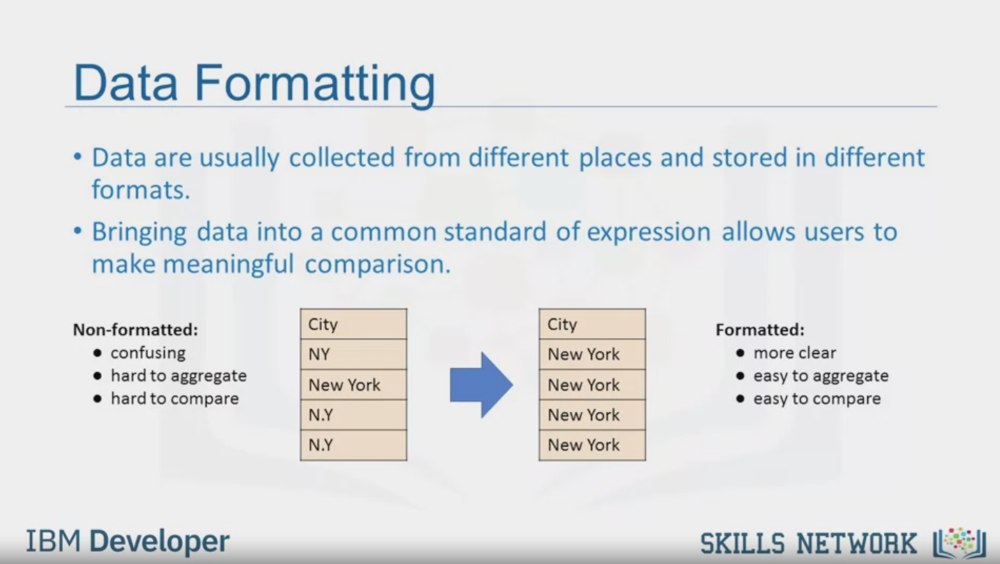 Data Formatting
• Data are usually collected from different places and stored in different
formats.
• Bringing data into a common standard of expression allows users to
make meaningful comparison.
Non-formatted:
● confusing
● hard to aggregate
● hard to compare
City
NY
New York
N.Y
N.Y
City
New York
New York
New York
New York
Formatted:
● more clear
● easy to aggregate
● easy to compare
IBM Developer
SKILLS NETWORK